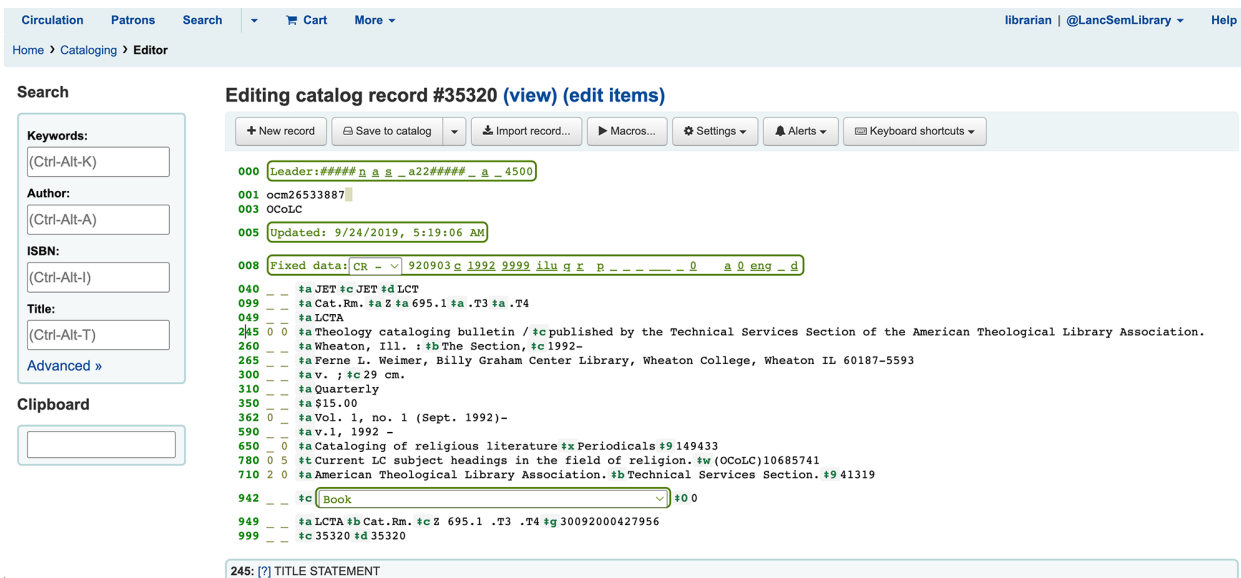 Circulation Patrons Search Cart More librarian | @LancSemLibrary Help
Home › Cataloging › Editor
Search
Keywords:
(Ctrl-Alt-K)
Author:
(Ctrl-Alt-A)
ISBN:
(Ctrl-Alt-I)
Title:
(Ctrl-Alt-T)
Advanced »
Clipboard
Editing catalog record #35320 (view) (edit items)
+ New record Save to catalog Import record... Macros... Settings Alerts Keyboard shortcuts
000 Leader:##### n a s _ a22##### _ a _ 4500
001 ocm26533887
003 OCoLC
005 Updated: 9/24/2019, 5:19:06 AM
008 Fixed data: CR - 920903 c 1992 9999 ilu q r p _ _ _ ___ _ 0 a 0 eng _ d
040 _ _ ‡a JET ‡c JET ‡d LCT
099 _ _ ‡a Cat.Rm. ‡a Z ‡a 695.1 ‡a .T3 ‡a .T4
049 _ _ ‡a LCTA
245 0 0 ‡a Theology cataloging bulletin / ‡c published by the Technical Services Section of the American Theological Library Association.
260 _ _ ‡a Wheaton, Ill. : ‡b The Section, ‡c 1992-
265 _ _ ‡a Ferne L. Weimer, Billy Graham Center Library, Wheaton College, Wheaton IL 60187-5593
300 _ _ ‡a v. ; ‡c 29 cm.
310 _ _ ‡a Quarterly
350 _ _ ‡a $15.00
362 0 _ ‡a Vol. 1, no. 1 (Sept. 1992)-
590 _ _ ‡a v.1, 1992 -
650 _ 0 ‡a Cataloging of religious literature ‡x Periodicals ‡9 149433
780 0 5 ‡t Current LC subject headings in the field of religion. ‡w (OCoLC)10685741
710 2 0 ‡a American Theological Library Association. ‡b Technical Services Section. ‡9 41319
942 _ _ ‡c Book ‡0 0
949 _ _ ‡a LCTA ‡b Cat.Rm. ‡c Z 695.1 .T3 .T4 ‡g 30092000427956
999 _ _ ‡c 35320 ‡d 35320
245: [?] TITLE STATEMENT